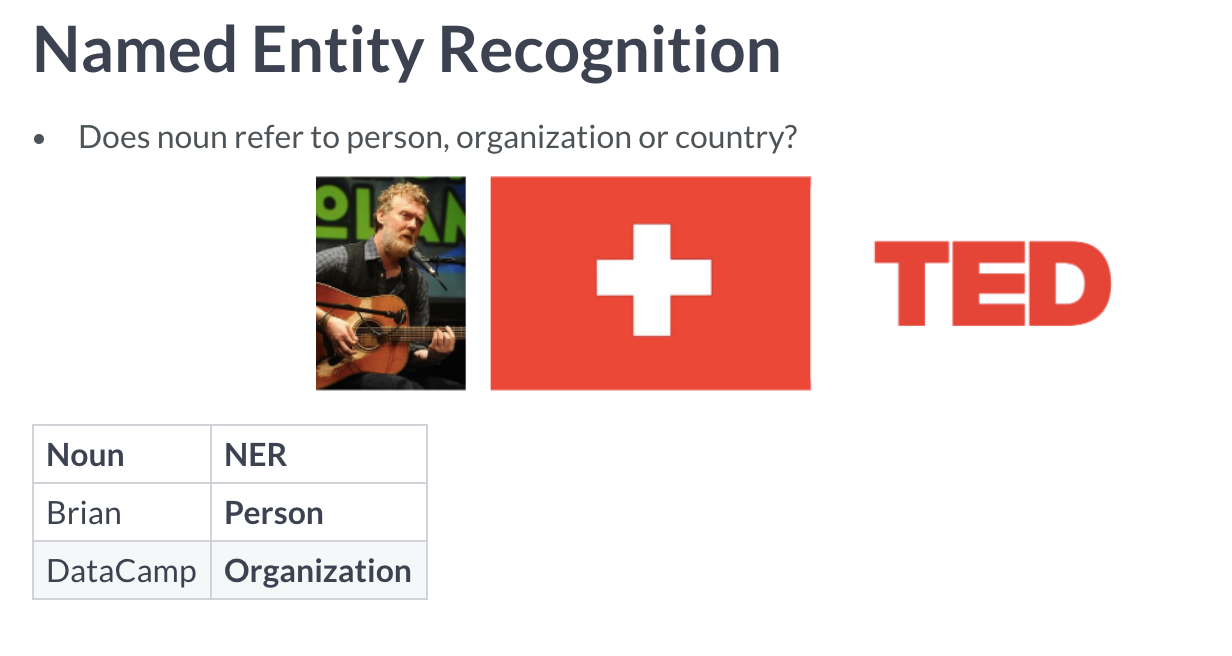 Named Entity Recognition
• Does noun refer to person, organization or country?
TED
Noun NER
Brian Person
DataCamp Organization